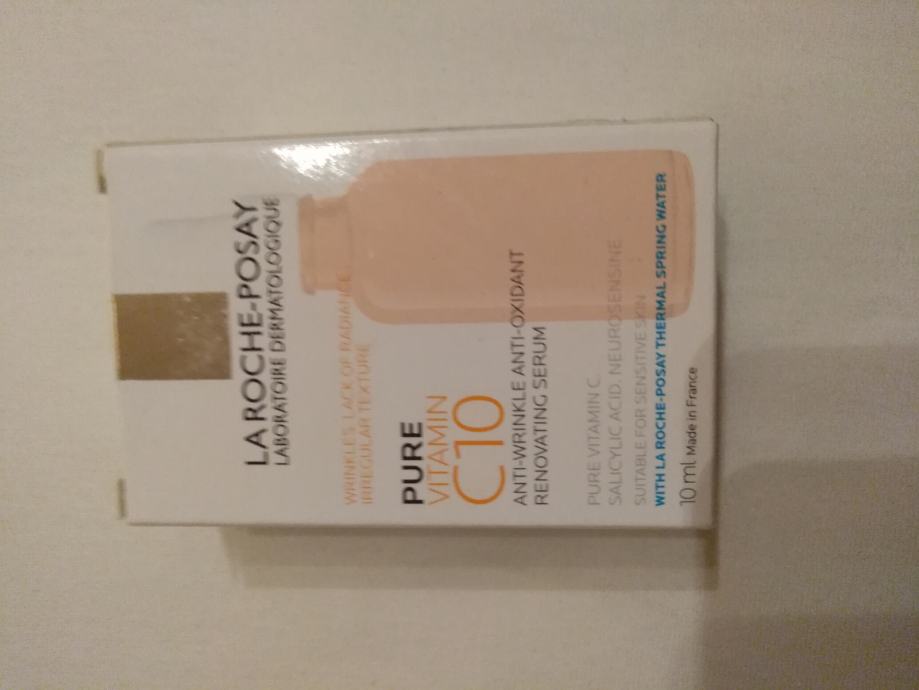 LA ROCHE-POSAY
LABORATOIRE DERMATOLOGIQUE
WRINKLES, LACK OF RADIANCE,
IRREGULAR TEXTURE
PURE
VITAMIN
C10
ANTI-WRINKLE ANTI-OXIDANT
RENOVATING SERUM
PURE VITAMIN C,
SALICYLIC ACID, NEUROSENSINE
SUITABLE FOR SENSITIVE SKIN
WITH LA ROCHE-POSAY THERMAL SPRING WATER
10 ml Made in France